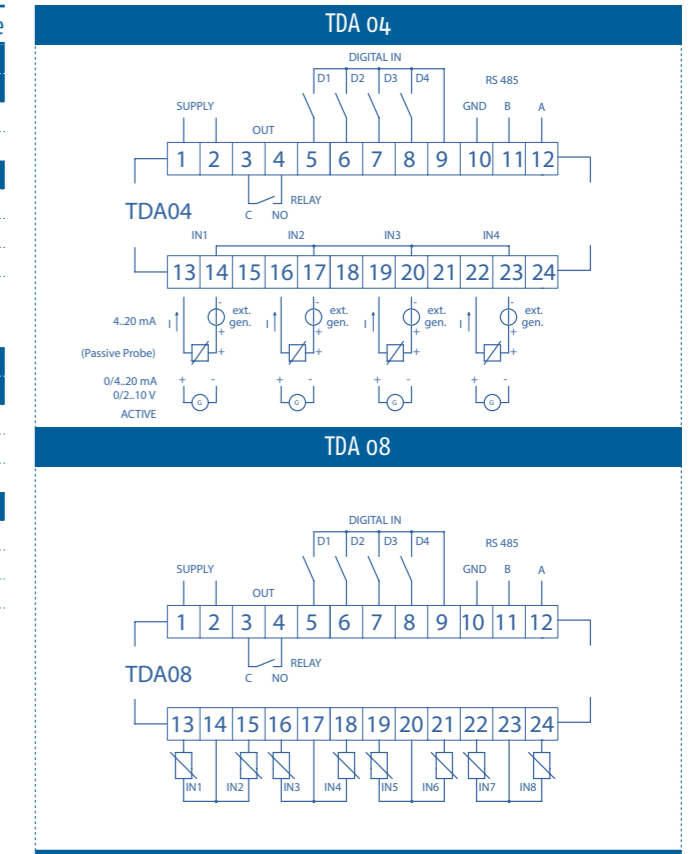 e
TDA 04
DIGITAL IN
D1 D2 D3 D4
RS 485
SUPPLY
GND B A
OUT
1 2 3 4 5 6 7 8 9 10 11 12
RELAY
C NO
TDA04
IN1 IN2 IN3 IN4
13 14 15 16 17 18 19 20 21 22 23 24
- - - -
4..20 mA I ext. gen. I ext. gen. I ext. gen. I ext. gen.
+ + + +
(Passive Probe) + + + +
0/4..20 mA + - + - + - + -
0/2..10 V
G G G G
ACTIVE
TDA 08
DIGITAL IN
D1 D2 D3 D4
RS 485
SUPPLY
GND B A
OUT
1 2 3 4 5 6 7 8 9 10 11 12
RELAY
C NO
TDA08
13 14 15 16 17 18 19 20 21 22 23 24
IN1 IN2 IN3 IN4 IN5 IN6 IN7 IN8